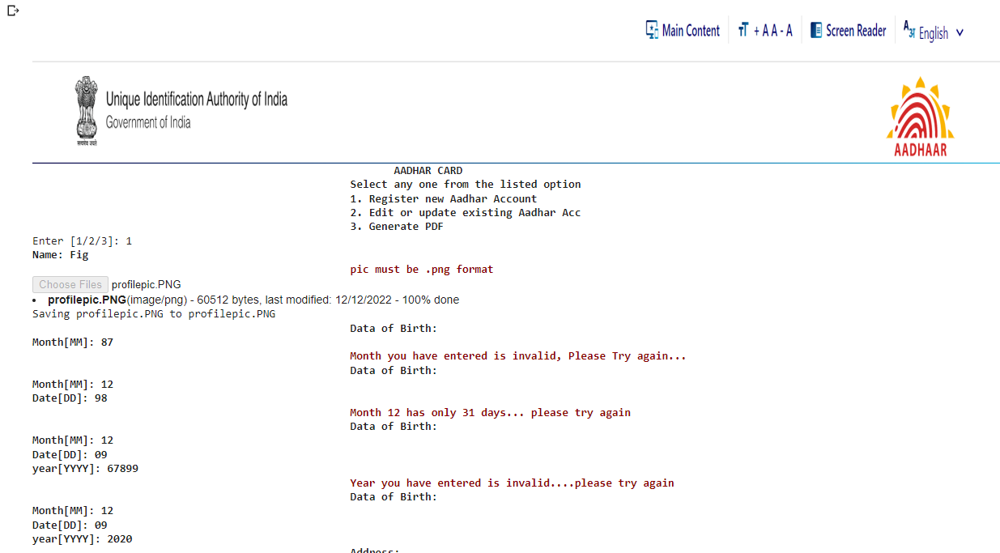 Main Content
+ A A - A
Screen Reader
English
Unique Identification Authority of India
Government of India
सत्यमेव जयते
AADHAAR
AADHAR CARD
Select any one from the listed option
1. Register new Aadhar Account
2. Edit or update existing Aadhar Acc
3. Generate PDF
Enter [1/2/3]: 1
Name: Fig
pic must be .png format
Choose Files profilepic.PNG
• profilepic.PNG(image/png) - 60512 bytes, last modified: 12/12/2022 - 100% done
Saving profilepic.PNG to profilepic.PNG
Data of Birth:
Month[MM]: 87
Month you have entered is invalid, Please Try again...
Data of Birth:
Month[MM]: 12
Date[DD]: 98
Month 12 has only 31 days... please try again
Data of Birth:
Month[MM]: 12
Date[DD]: 09
year[YYYY]: 67899
Year you have entered is invalid....please try again
Data of Birth:
Month[MM]: 12
Date[DD]: 09
year[YYYY]: 2020
Address: